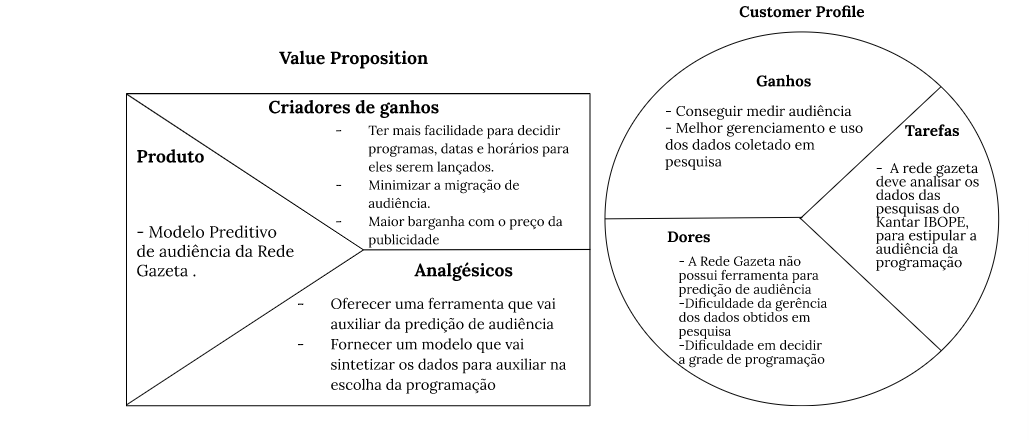 Value Proposition
Criadores de ganhos
- Ter mais facilidade para decidir
programas, datas e horários para
eles serem lançados.
- Minimizar a migração de
audiência.
- Maior barganha com o preço da
publicidade
Produto
- Modelo Preditivo
de audiência da Rede
Gazeta .
Analgésicos
- Oferecer uma ferramenta que vai
auxiliar da predição de audiência
- Fornecer um modelo que vai
sintetizar os dados para auxiliar na
escolha da programação
Customer Profile
Ganhos
- Conseguir medir audiência
- Melhor gerenciamento e uso
dos dados coletado em
pesquisa
Tarefas
- A rede gazeta
deve analisar os
dados das
pesquisas do
Kantar IBOPE,
para estipular a
audiência da
programação
Dores
- A Rede Gazeta não
possui ferramenta para
predição de audiência
-Dificuldade da gerência
dos dados obtidos em
pesquisa
-Dificuldade em decidir
a grade de programação